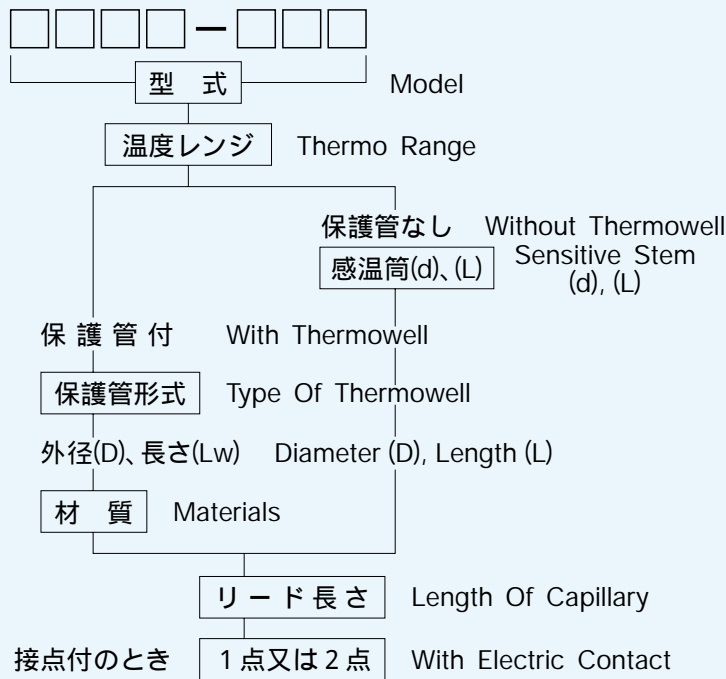 □□□□－□□□
型 式 Model
温度レンジ Thermo Range
保護管なし Without Thermowell
感温筒(d)、(L) Sensitive Stem
(d), (L)
保護管付 With Thermowell
保護管形式 Type Of Thermowell
外径(D)、長さ(Lw) Diameter (D), Length (L)
材 質 Materials
リード長さ Length Of Capillary
接点付のとき 1点又は2点 With Electric Contact